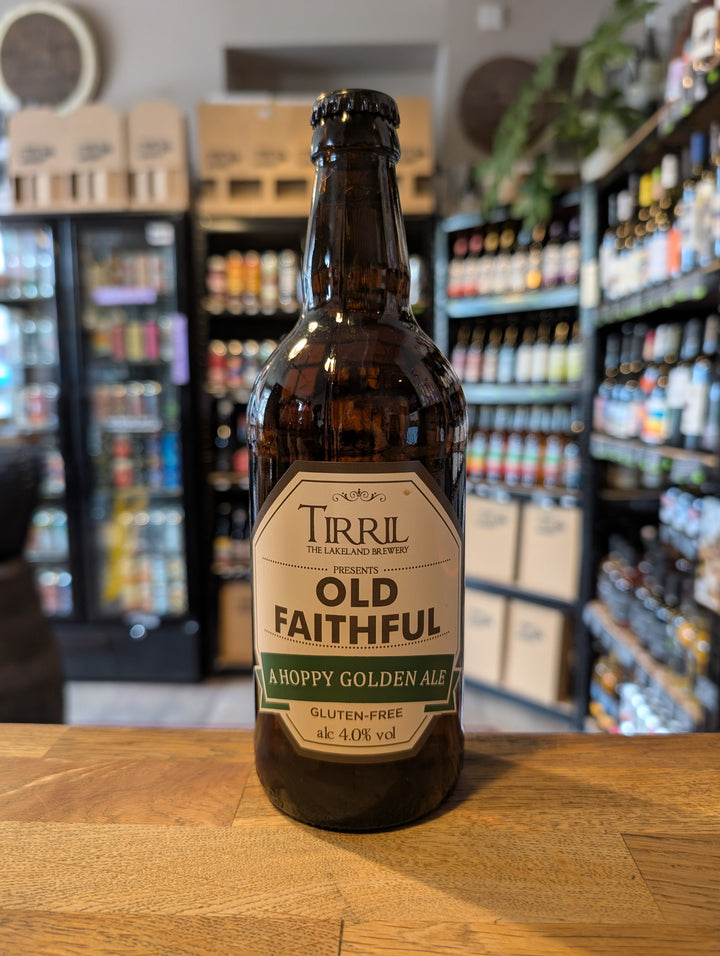 TIRRIL
THE LAKELAND BREWERY
PRESENTS
OLD
FAITHFUL
A HOPPY GOLDEN ALE
GLUTEN-FREE
alc 4.0% vol